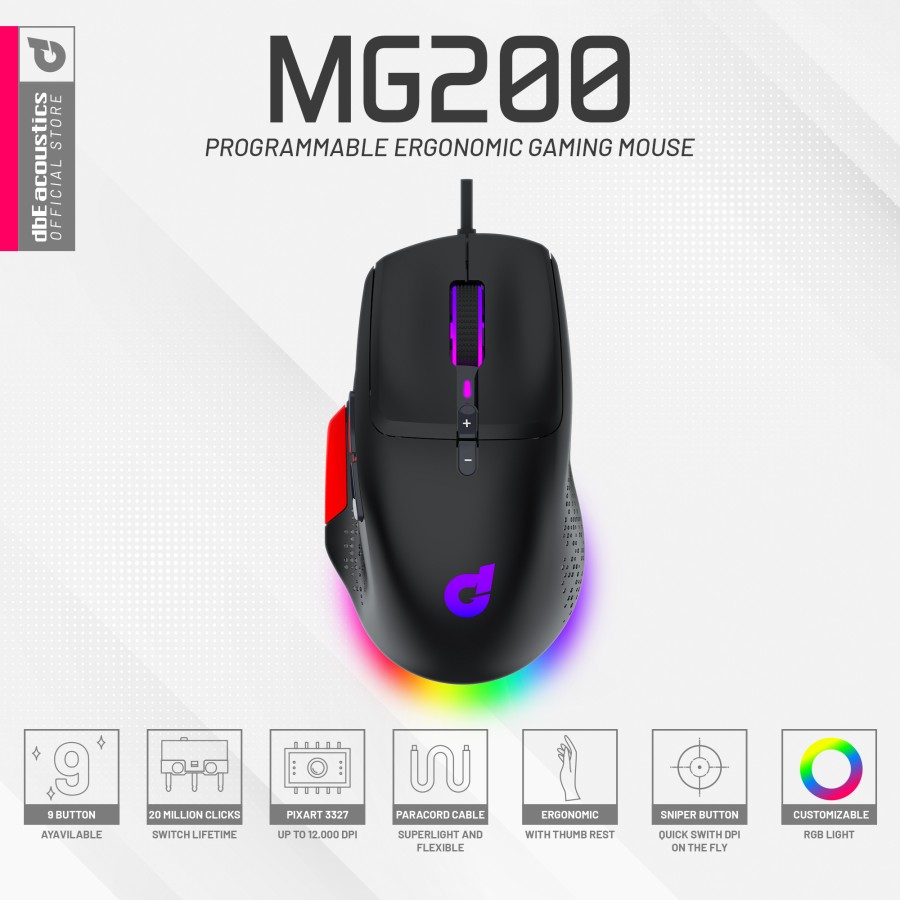 dbE acoustics
OFFICIAL STORE
MG200
PROGRAMMABLE ERGONOMIC GAMING MOUSE
+
-
9
9 BUTTON
AYAVILABLE
20 MILLION CLICKS
SWITCH LIFETIME
PIXART 3327
UP TO 12.000 DPI
PARACORD CABLE
SUPERLIGHT AND
FLEXIBLE
ERGONOMIC
WITH THUMB REST
SNIPER BUTTON
QUICK SWITH DPI
ON THE FLY
CUSTOMIZABLE
RGB LIGHT